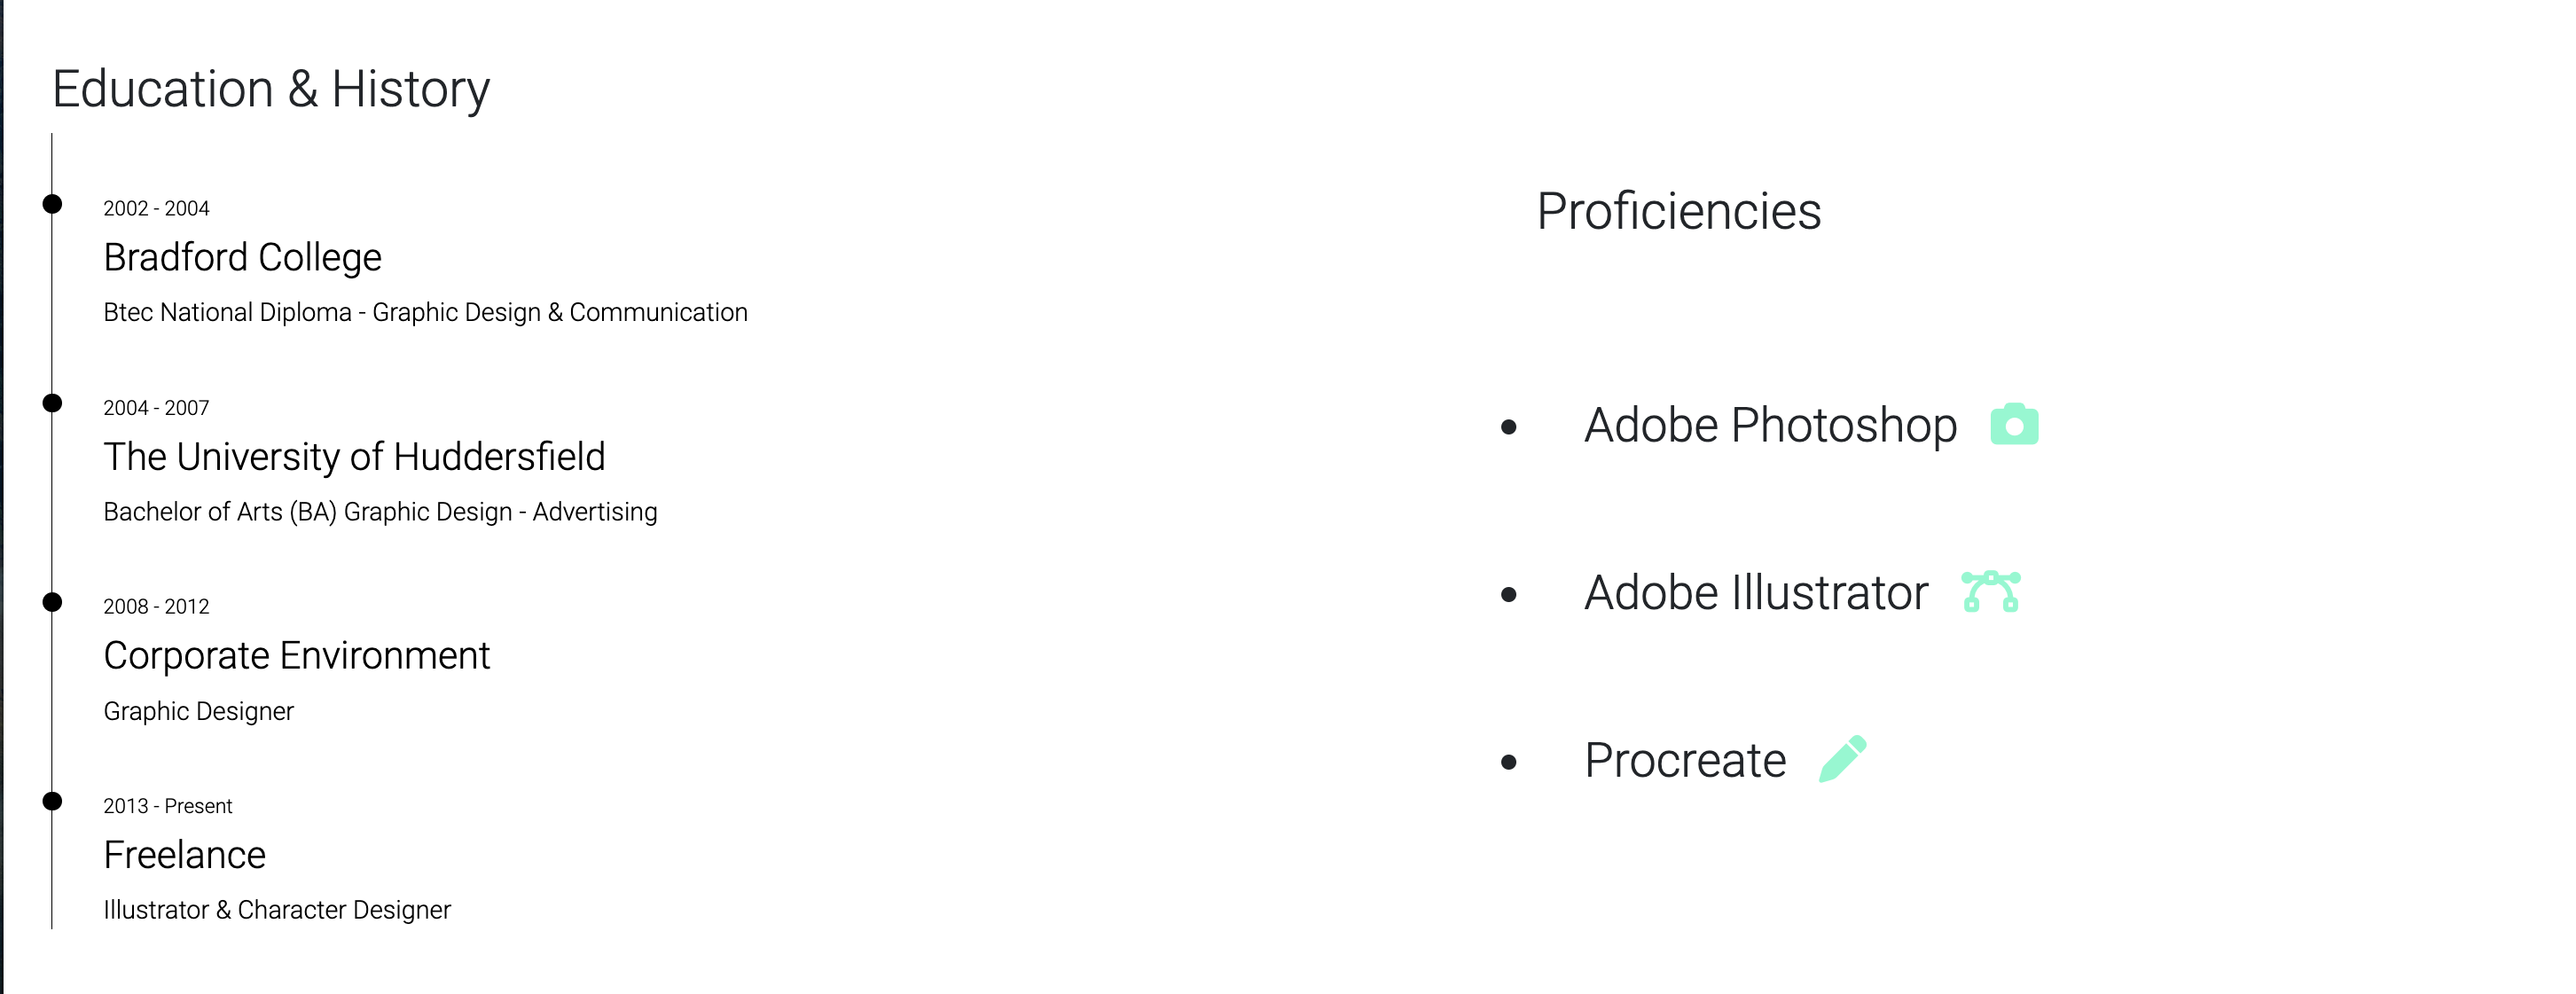 Education & History
2002 - 2004
Bradford College
Btec National Diploma - Graphic Design & Communication
2004 - 2007
The University of Huddersfield
Bachelor of Arts (BA) Graphic Design - Advertising
2008 - 2012
Corporate Environment
Graphic Designer
2013 - Present
Freelance
Illustrator & Character Designer
Proficiencies
Adobe Photoshop
Adobe Illustrator
Procreate